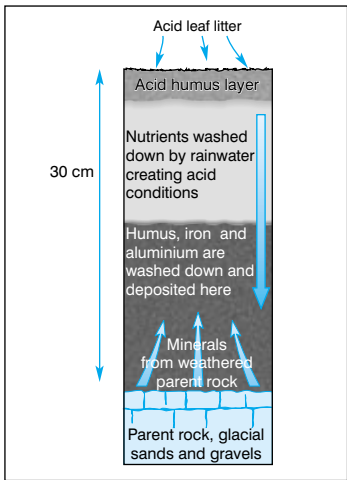 Acid leaf litter
Acid humus layer
Nutrients washed
down by rainwater
creating acid
conditions
30 cm
Humus, iron and
aluminium are
washed down and
deposited here
Minerals
from weathered
parent rock
Parent rock, glacial
sands and gravels